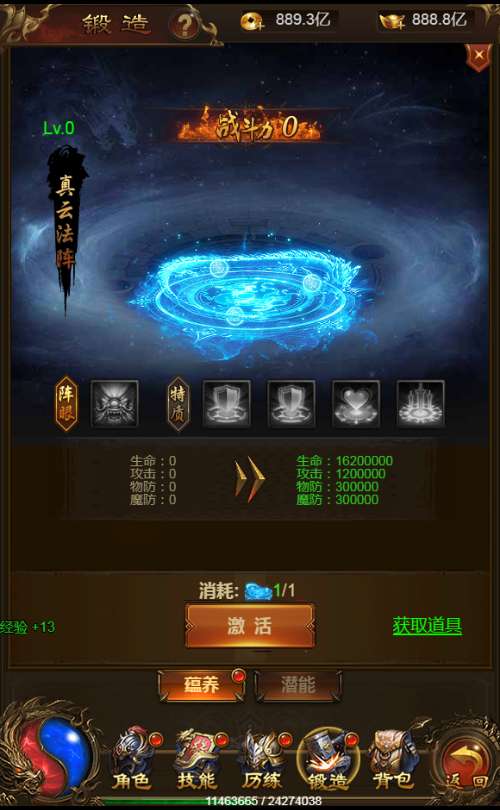 锻造 ? 889.3亿 888.8亿
战斗力 0
Lv.0
真云法阵
阵眼 特质
生命：0 生命：16200000
攻击：0 攻击：1200000
物防：0 物防：300000
魔防：0 魔防：300000
消耗: 1/1
经验 +13 激活 获取道具
蕴养 潜能
角色 技能 历练 锻造 背包 返回
11463665 / 24274038